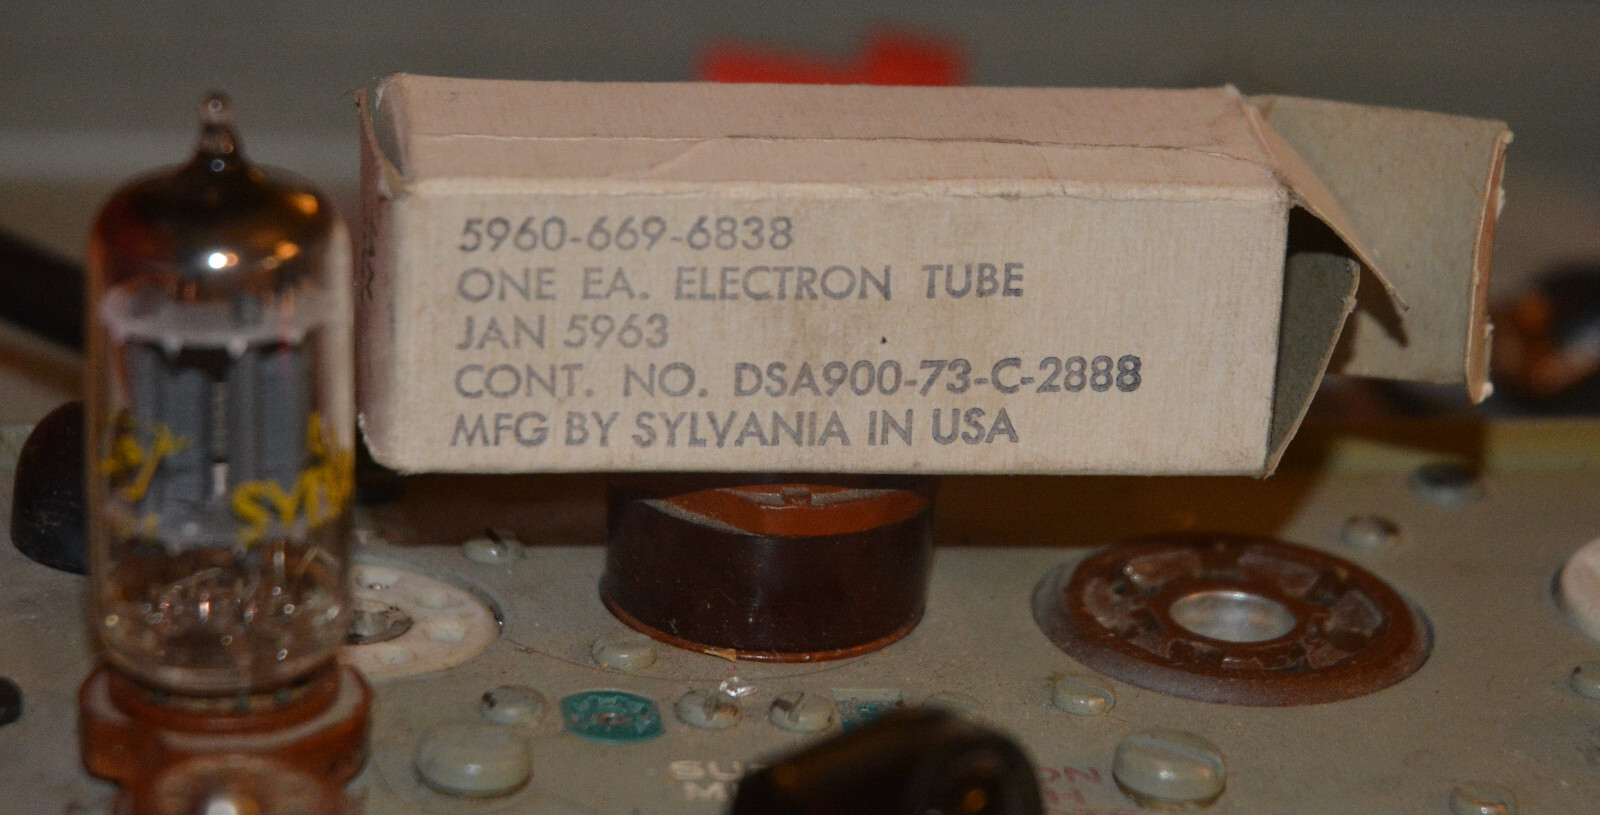 5960-669-6838
ONE EA. ELECTRON TUBE
JAN 5963
CONT. NO. DSA900-73-C-2888
MFG BY SYLVANIA IN USA